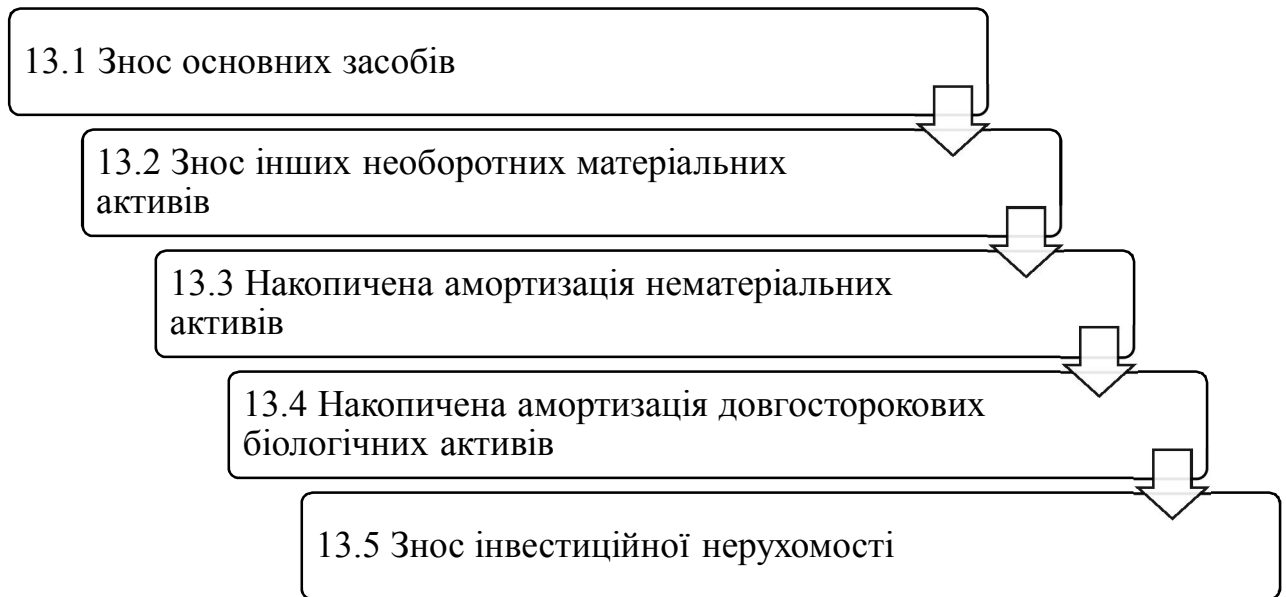 13.1 Знос основних засобів
13.2 Знос інших необоротних матеріальних
активів
13.3 Накопичена амортизація нематеріальних
активів
13.4 Накопичена амортизація довгосторокових
біологічних активів
13.5 Знос інвестиційної нерухомості